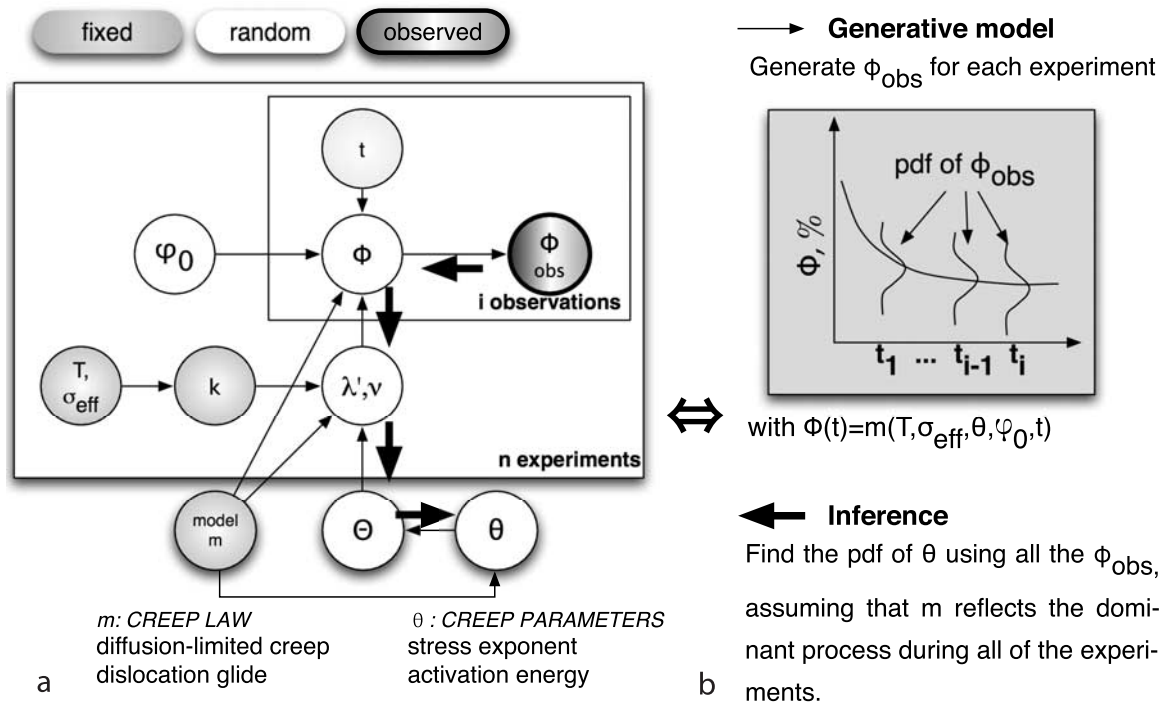 fixed
random
observed
t
φ0
Φ
Φ
obs
i observations
T,
σeff
k
λ',ν
n experiments
model
m
Θ
θ
m: CREEP LAW
diffusion-limited creep
dislocation glide
θ : CREEP PARAMETERS
stress exponent
activation energy
a
Generative model
Generate Φobs for each experiment
pdf of Φobs
Φ, %
t1 ... ti-1 ti
with Φ(t)=m(T,σeff,θ,φ0,t)
Inference
Find the pdf of θ using all the Φobs,
assuming that m reflects the domi-
nant process during all of the experi-
ments.
b